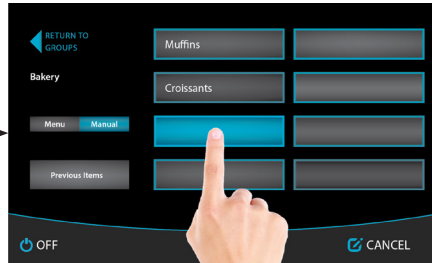 RETURN TO
GROUPS
Muffins
Bakery
Croissants
Menu
Manual
Previous Items
OFF
CANCEL